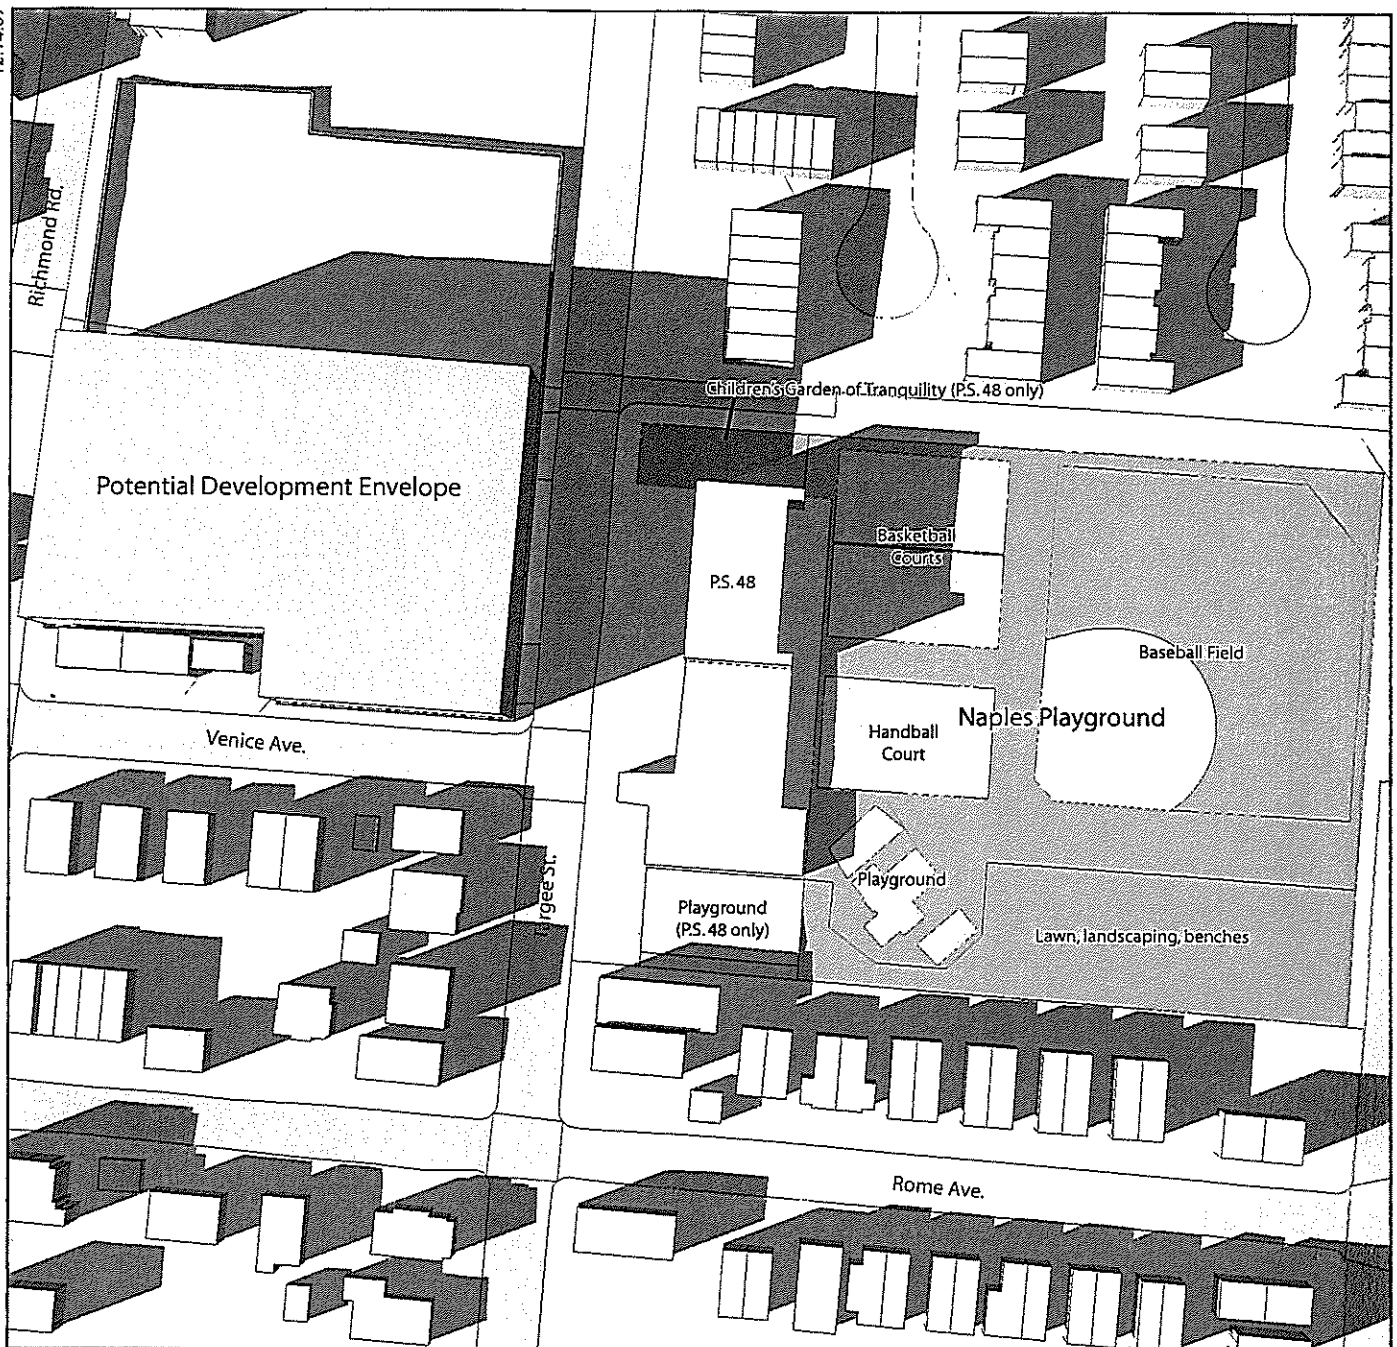 Richmond Rd.
Children's Garden of Tranquility (P.S. 48 only)
Potential Development Envelope
Basketball
Courts
P.S. 48
Baseball Field
Naples Playground
Handball
Court
Venice Ave.
Playground
Playground
(P.S. 48 only)
Lawn, landscaping, benches
St.
Rome Ave.